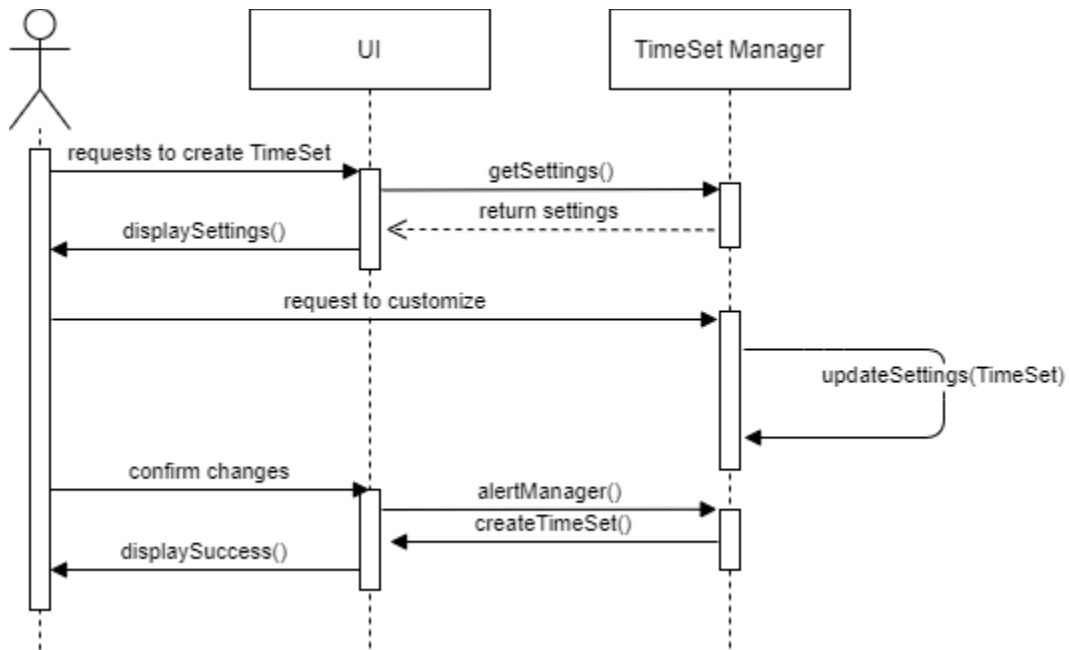 UI
TimeSet Manager
requests to create TimeSet
getSettings()
return settings
displaySettings()
request to customize
updateSettings(TimeSet)
confirm changes
alertManager()
createTimeSet()
displaySuccess()